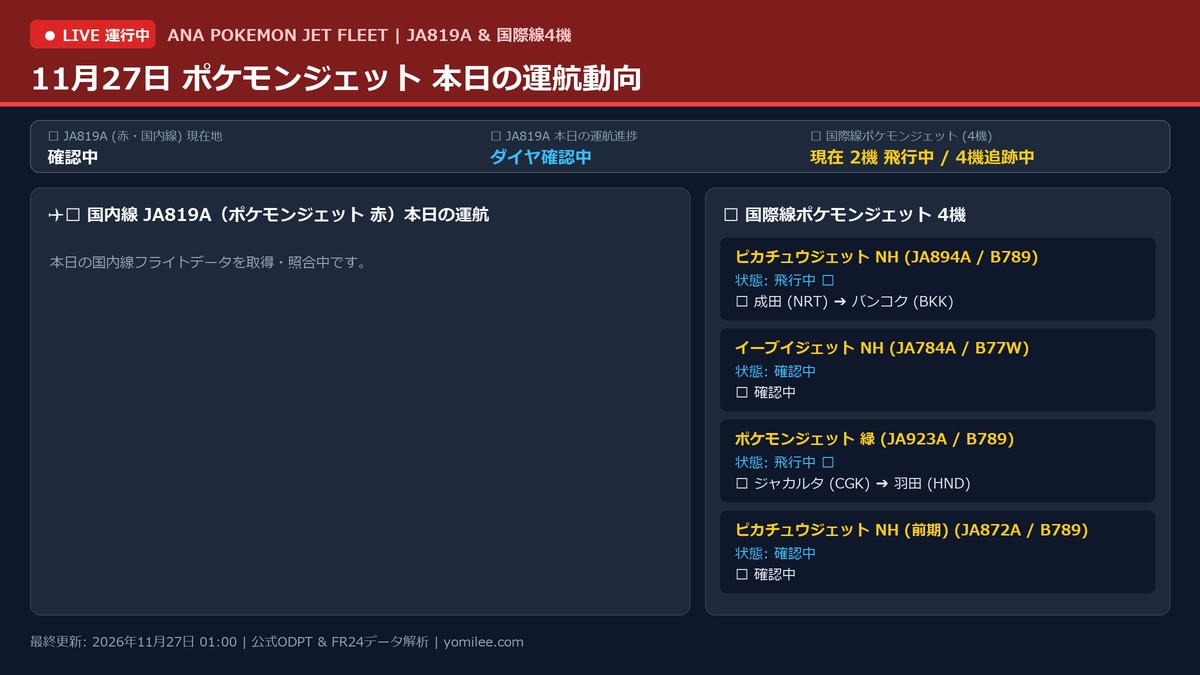 ● LIVE 運行中 ANA POKEMON JET FLEET | JA819A & 国際線4機
11月27日 ポケモンジェット 本日の運航動向
□ JA819A (赤・国内線) 現在地
確認中
□ JA819A 本日の運航進捗
ダイヤ確認中
□ 国際線ポケモンジェット (4機)
現在 2機 飛行中 / 4機追跡中
✈□ 国内線 JA819A（ポケモンジェット 赤）本日の運航
本日の国内線フライトデータを取得・照合中です。
□ 国際線ポケモンジェット 4機
ピカチュウジェット NH (JA894A / B789)
状態: 飛行中 □
□ 成田 (NRT) ➔ バンコク (BKK)
イーブイジェット NH (JA784A / B77W)
状態: 確認中
□ 確認中
ポケモンジェット 緑 (JA923A / B789)
状態: 飛行中 □
□ ジャカルタ (CGK) ➔ 羽田 (HND)
ピカチュウジェット NH (前期) (JA872A / B789)
状態: 確認中
□ 確認中
最終更新: 2026年11月27日 01:00 | 公式ODPT & FR24データ解析 | yomilee.com